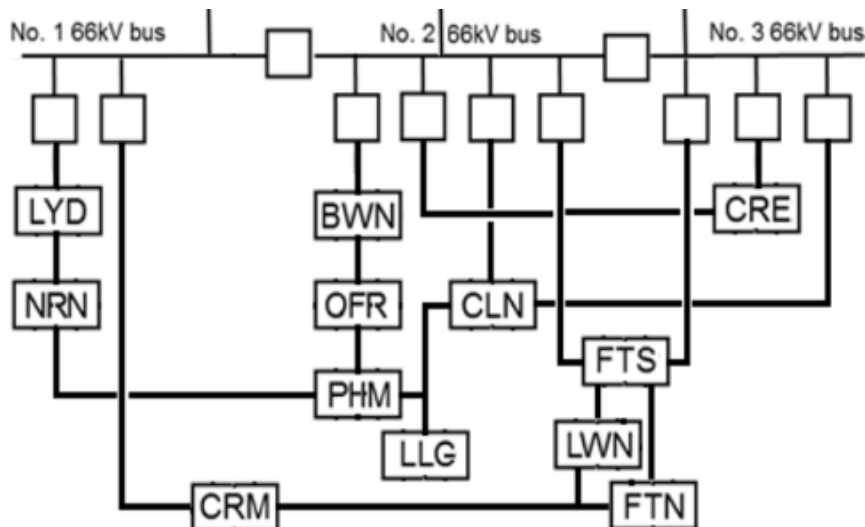 No. 1 66kV bus
No. 2 66kV bus
No. 3 66kV bus
LYD
BWN
CRE
NRN
OFR
CLN
PHM
FTS
LLG
LWN
CRM
FTN